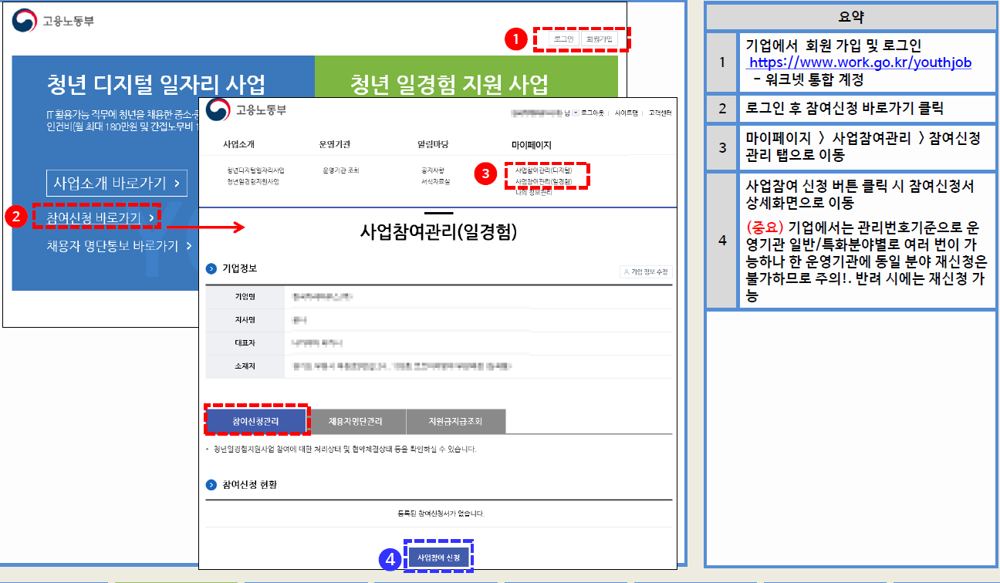 고용노동부
1
로그인
회원가입
청년 디지털 일자리 사업
청년 일경험 지원 사업
IT 활용가능 직무에 청년을 채용한 중소·중
인건비(월 최대 180만원 및 간접노무비 1
사업소개 바로가기 >
2
참여신청 바로가기 >
채용자 명단통보 바로가기 >
고용노동부
님 로그아웃 | 사이트맵 | 고객센터
사업소개 운영기관 알림마당 마이페이지
청년디지털일자리사업 운영기관 조회 공지사항 사업참여관리(디지털)
청년일경험지원사업 서식자료실 사업참여관리(일경험)
나의 정보관리
3
사업참여관리(일경험)
기업정보
기업 정보 수정
기업명
지사명
대표자
소재지
참여신청관리 채용자명단관리 지원금지급조회
• 청년일경험지원사업 참여에 대한 처리상태 및 협약체결상태 등을 확인하실 수 있습니다.
참여신청 현황
등록된 참여신청서가 없습니다.
4
사업참여 신청
요약
1
기업에서 회원 가입 및 로그인
https://www.work.go.kr/youthjob
- 워크넷 통합 계정
2
로그인 후 참여신청 바로가기 클릭
3
마이페이지 > 사업참여관리 > 참여신청
관리 탭으로 이동
4
사업참여 신청 버튼 클릭 시 참여신청서
상세화면으로 이동
(중요) 기업에서는 관리번호기준으로 운
영기관 일반/특화분야별로 여러 번이 가
능하나 한 운영기관에 동일 분야 재신청은
불가하므로 주의!. 반려 시에는 재신청 가
능